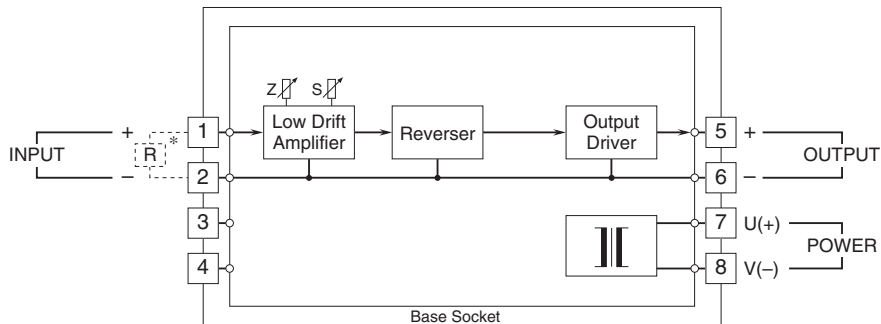 Z
S
1
Low Drift
Amplifier
Reverser
Output
Driver
5
+
+
*
INPUT
R
OUTPUT
–
2
6
–
3
7
U(+)
POWER
4
8
V(–)
Base Socket